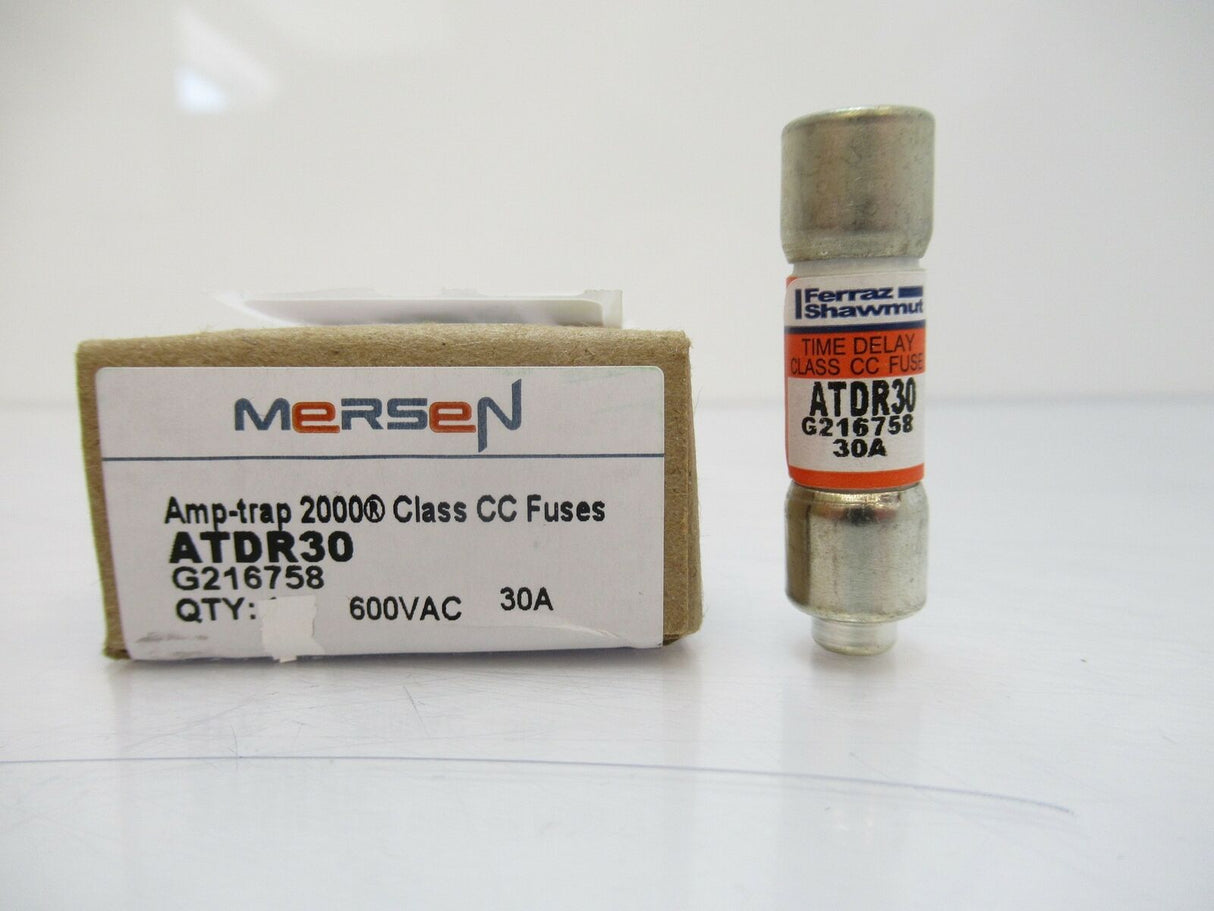 MERSEN
Amp-trap 2000® Class CC Fuses
ATDR30
G216758
QTY: 600VAC 30A
Ferraz
Shawmut
TIME DELAY
CLASS CC FUSE
ATDR30
G216758
30A